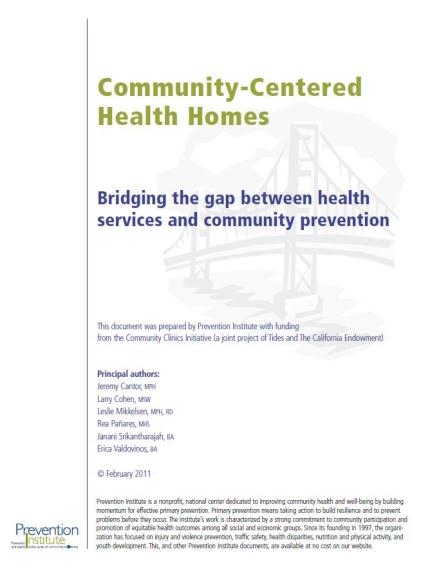 Community-Centered
Health Homes
Bridging the gap between health
services and community prevention
This document was prepared by Prevention Institute with funding
from the Community Clinics Initiative (a joint project of Tides and The California Endowment)
Principal authors:
Jeremy Cantor, MPH
Larry Cohen, MSW
Leslie Mikkelsen, MPH, RD
Rea Pañares, MHS
Janani Srikantharajah, BA
Erica Valdovinos, BA
© February 2011
Prevention Institute is a nonprofit, national center dedicated to improving community health and well-being by building
momentum for effective primary prevention. Primary prevention means taking action to build resilience and to prevent
problems before they occur. The Institute's work is characterized by a strong commitment to community participation and
promotion of equitable health outcomes among all social and economic groups. Since its founding in 1997, the organi-
zation has focused on injury and violence prevention, traffic safety, health disparities, nutrition and physical activity, and
youth development. This, and other Prevention Institute documents, are available at no cost on our website.
Prevention
Institute